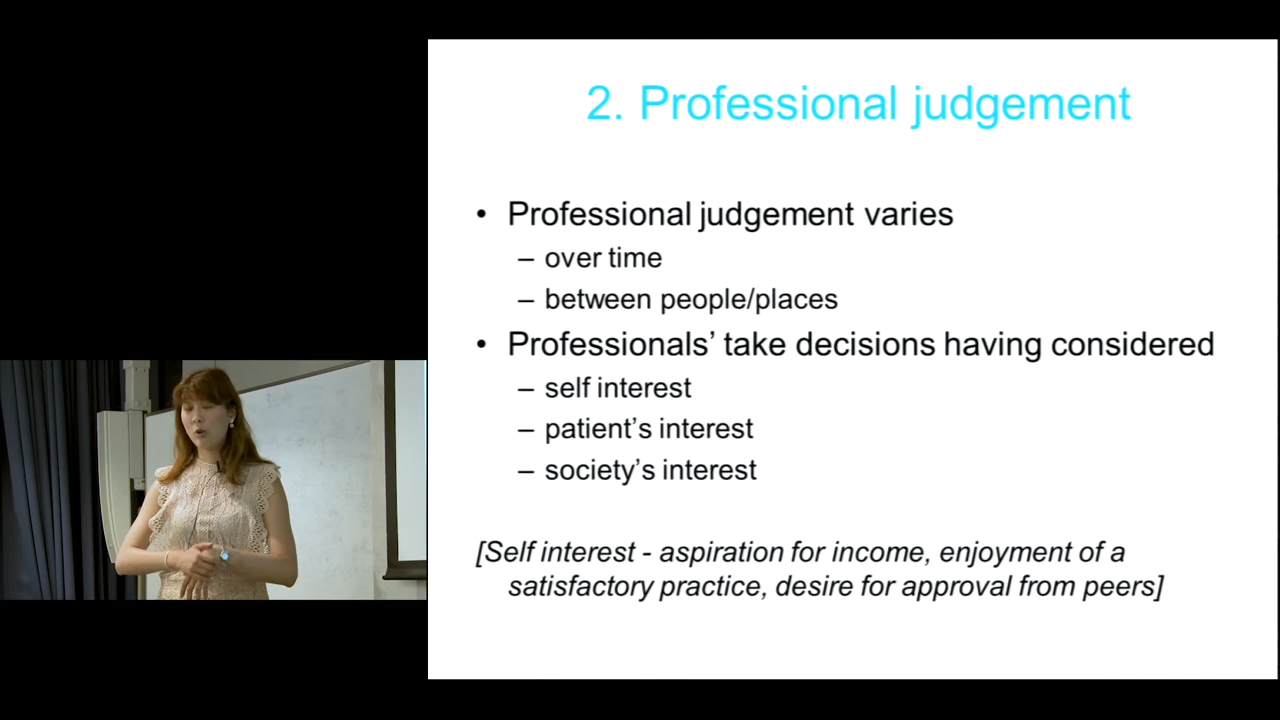 2. Professional judgement
• Professional judgement varies
– over time
– between people/places
• Professionals’ take decisions having considered
– self interest
– patient’s interest
– society’s interest
[Self interest - aspiration for income, enjoyment of a
satisfactory practice, desire for approval from peers]